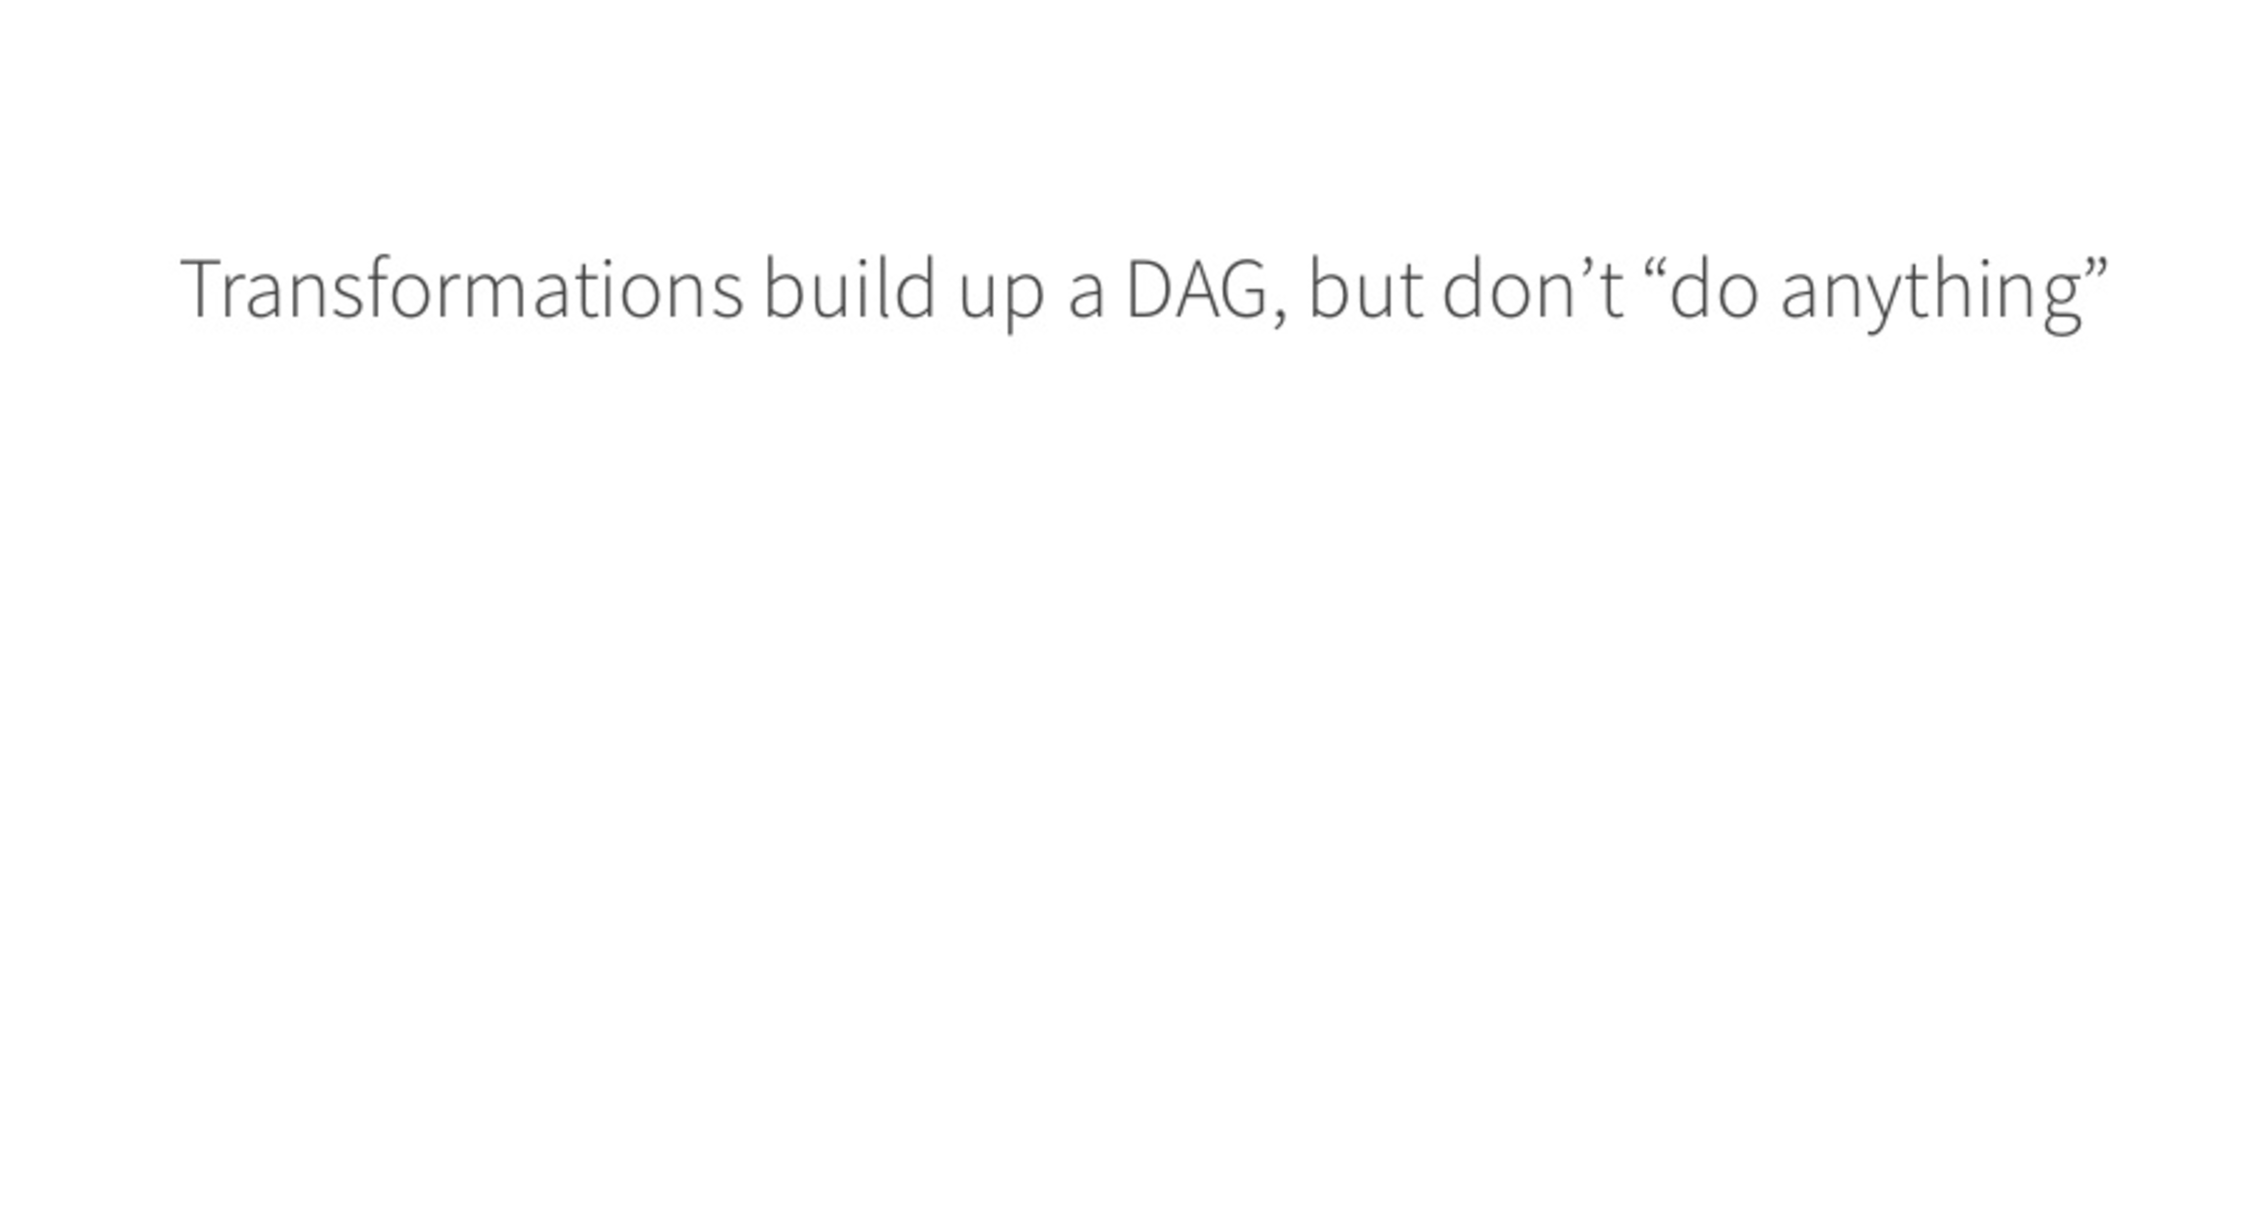 Transformations build up a DAG, but don’t “do anything”